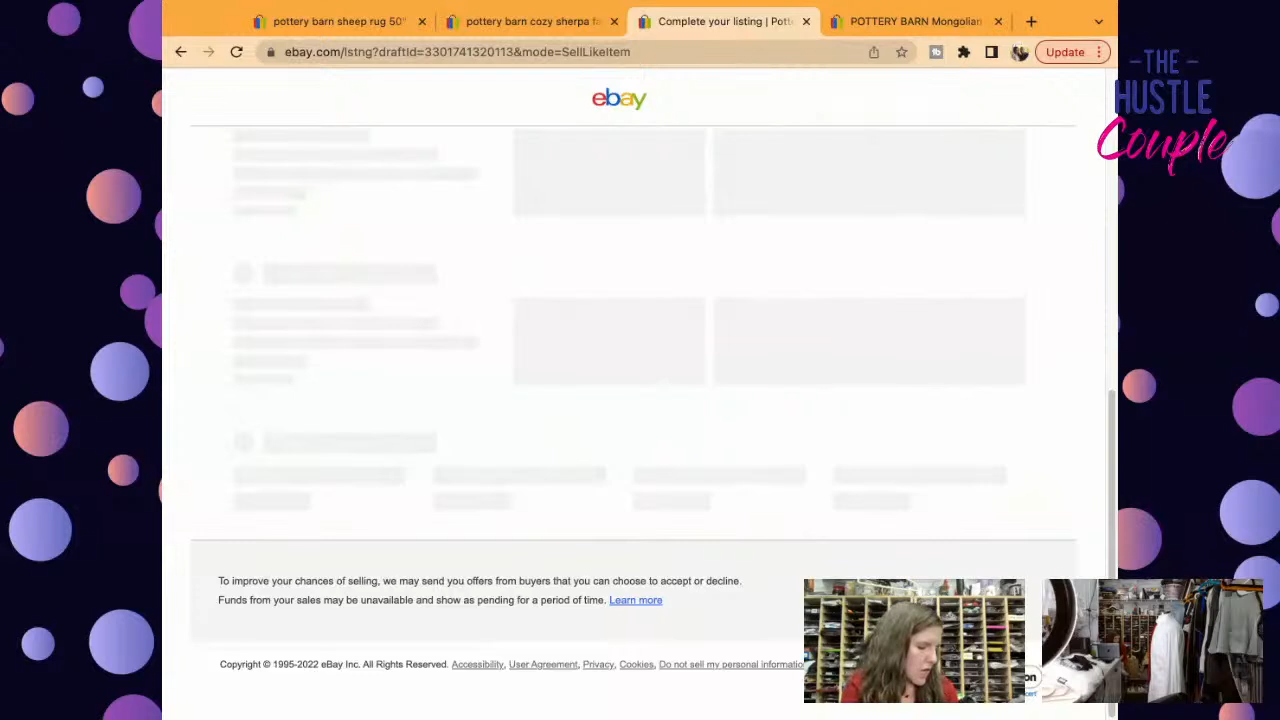 pottery barn sheep rug 50"
pottery barn cozy sherpa fa
Complete your listing | Potte
POTTERY BARN Mongolian
ebay.com/lstng?draftId=3301741320113&mode=SellLikeItem
Update
-THE-
HUSTLE
Couple
ebay
To improve your chances of selling, we may send you offers from buyers that you can choose to accept or decline.
Funds from your sales may be unavailable and show as pending for a period of time. Learn more
Copyright © 1995-2022 eBay Inc. All Rights Reserved. Accessibility, User Agreement, Privacy, Cookies, Do not sell my personal informatio